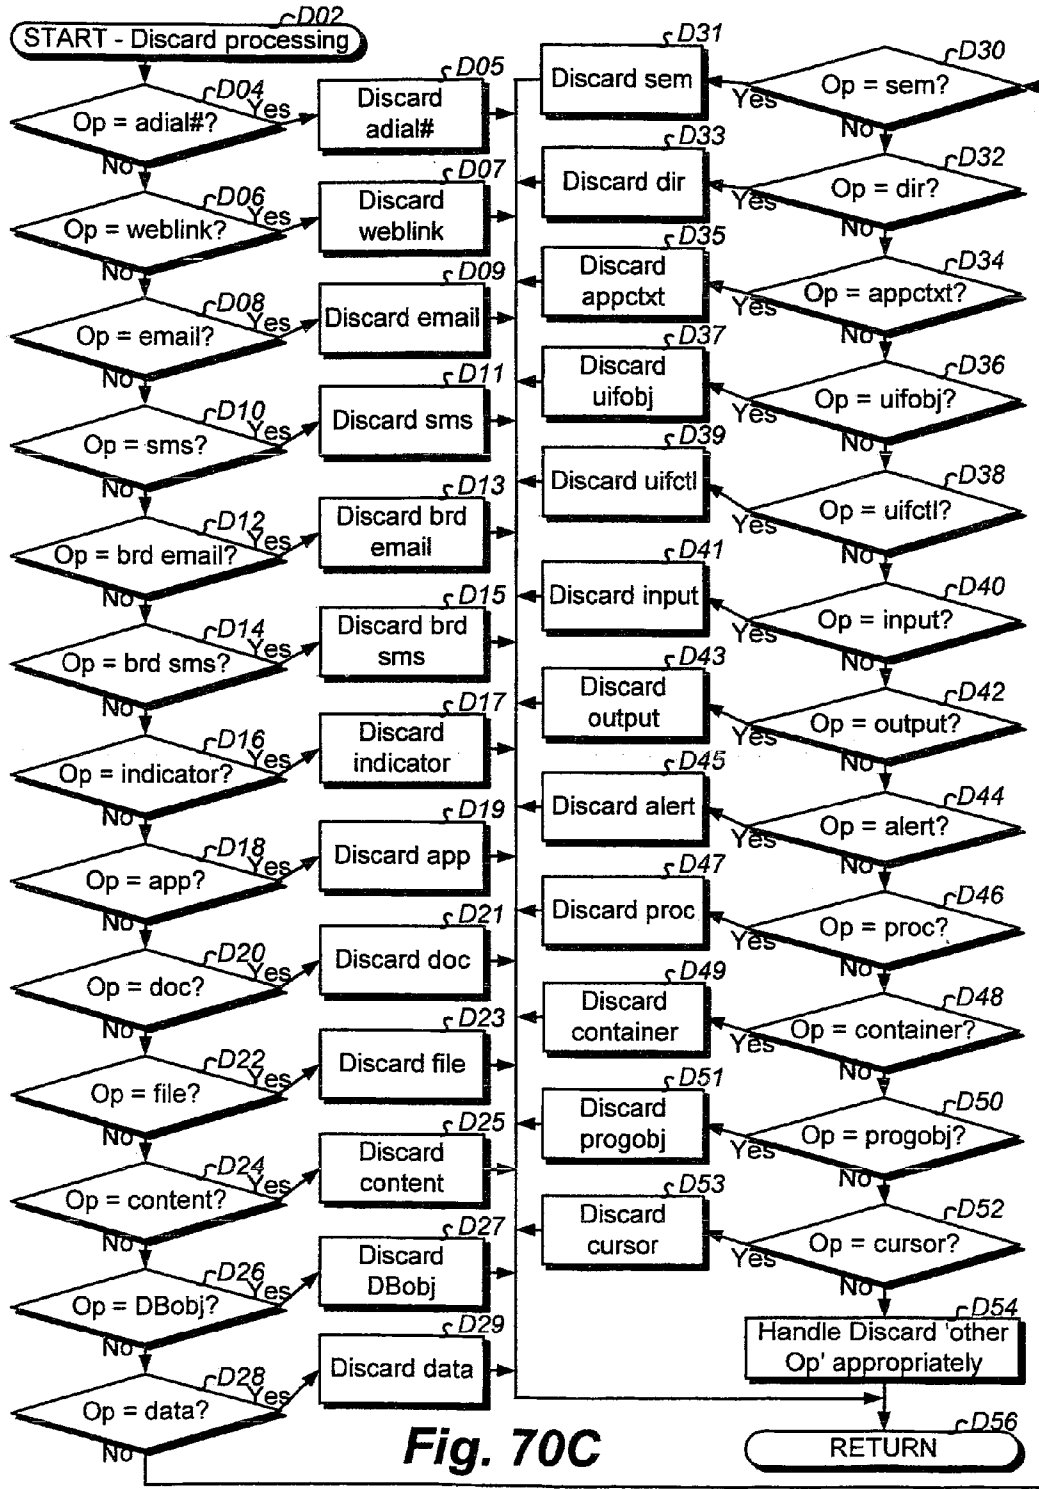 D02
START - Discard processing
D04
Op = adial#?
Yes
No
D05
Discard
adial#
D06
Op = weblink?
Yes
No
D07
Discard
weblink
D08
Op = email?
Yes
No
D09
Discard email
D10
Op = sms?
Yes
No
D11
Discard sms
D12
Op = brd email?
Yes
No
D13
Discard brd
email
D14
Op = brd sms?
Yes
No
D15
Discard brd
sms
D16
Op = indicator?
Yes
No
D17
Discard
indicator
D18
Op = app?
Yes
No
D19
Discard app
D20
Op = doc?
Yes
No
D21
Discard doc
D22
Op = file?
Yes
No
D23
Discard file
D24
Op = content?
Yes
No
D25
Discard
content
D26
Op = DBobj?
Yes
No
D27
Discard
DBobj
D28
Op = data?
Yes
No
D29
Discard data
D30
Op = sem?
Yes
No
D31
Discard sem
D32
Op = dir?
Yes
No
D33
Discard dir
D34
Op = appctxt?
Yes
No
D35
Discard
appctxt
D36
Op = uifobj?
Yes
No
D37
Discard
uifobj
D38
Op = uifctl?
Yes
No
D39
Discard uifctl
D40
Op = input?
Yes
No
D41
Discard input
D42
Op = output?
Yes
No
D43
Discard
output
D44
Op = alert?
Yes
No
D45
Discard alert
D46
Op = proc?
Yes
No
D47
Discard proc
D48
Op = container?
Yes
No
D49
Discard
container
D50
Op = progobj?
Yes
No
D51
Discard
progobj
D52
Op = cursor?
Yes
No
D53
Discard
cursor
D54
Handle Discard 'other
Op' appropriately
D56
RETURN
Fig. 70C